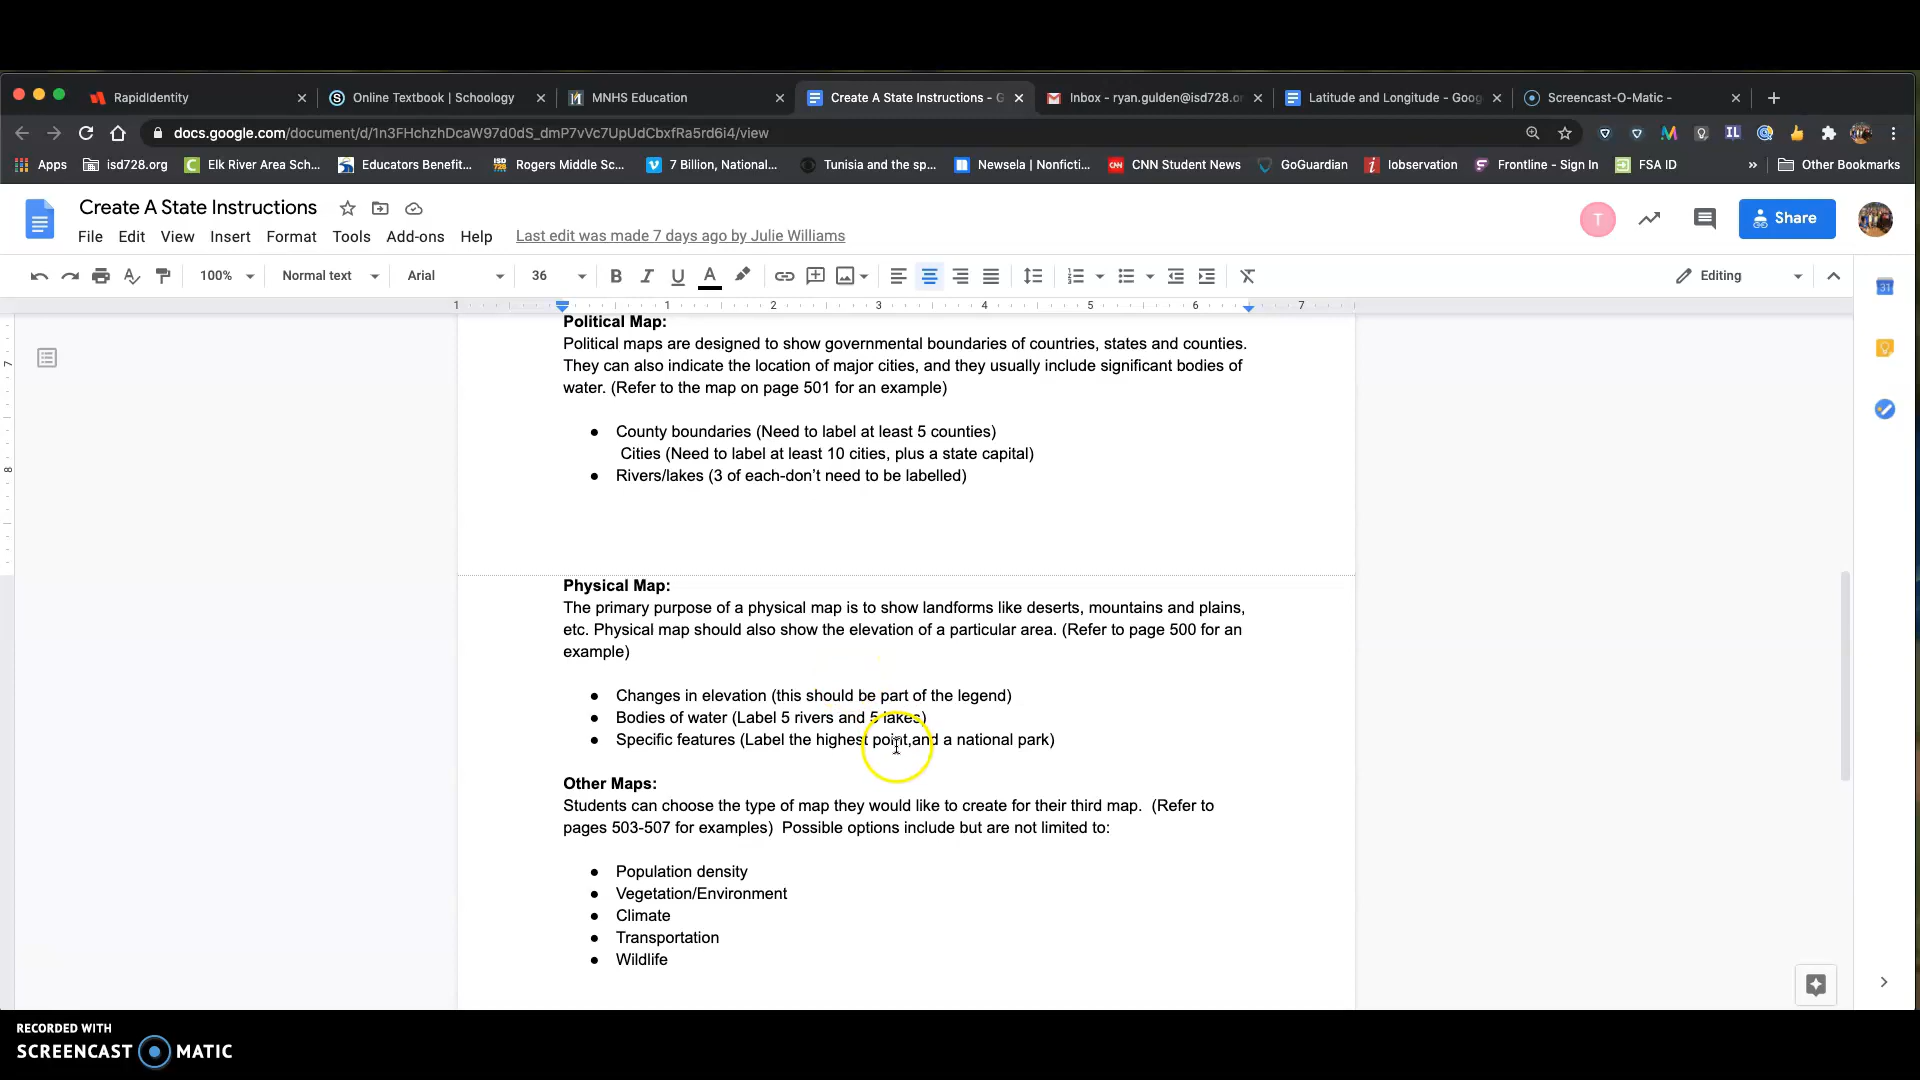 RapidIdentity
Online Textbook | Schoology
MNHS Education
Create A State Instructions - G
Inbox - ryan.gulden@isd728.or
Latitude and Longitude - Goog
Screencast-O-Matic -
docs.google.com/document/d/1n3FHchzhDcaW97d0dS_dmP7vVc7UpUdCbxfRa5rd6i4/view
Apps
isd728.org
Elk River Area Sch...
Educators Benefit...
Rogers Middle Sc...
7 Billion, National...
Tunisia and the sp...
Newsela | Nonficti...
CNN Student News
GoGuardian
Iobservation
Frontline - Sign In
FSA ID
»
Other Bookmarks
Create A State Instructions
T
Share
File Edit View Insert Format Tools Add-ons Help
Last edit was made 7 days ago by Julie Williams
100% Normal text Arial 36 B I U A Editing
1 1 2 3 4 5 6 7
31
7
8
Political Map:
Political maps are designed to show governmental boundaries of countries, states and counties.
They can also indicate the location of major cities, and they usually include significant bodies of
water. (Refer to the map on page 501 for an example)
● County boundaries (Need to label at least 5 counties)
Cities (Need to label at least 10 cities, plus a state capital)
● Rivers/lakes (3 of each-don't need to be labelled)
Physical Map:
The primary purpose of a physical map is to show landforms like deserts, mountains and plains,
etc. Physical map should also show the elevation of a particular area. (Refer to page 500 for an
example)
● Changes in elevation (this should be part of the legend)
● Bodies of water (Label 5 rivers and 5 lakes)
● Specific features (Label the highest point,and a national park)
Other Maps:
Students can choose the type of map they would like to create for their third map.  (Refer to
pages 503-507 for examples)  Possible options include but are not limited to:
● Population density
● Vegetation/Environment
● Climate
● Transportation
● Wildlife
RECORDED WITH
SCREENCAST MATIC